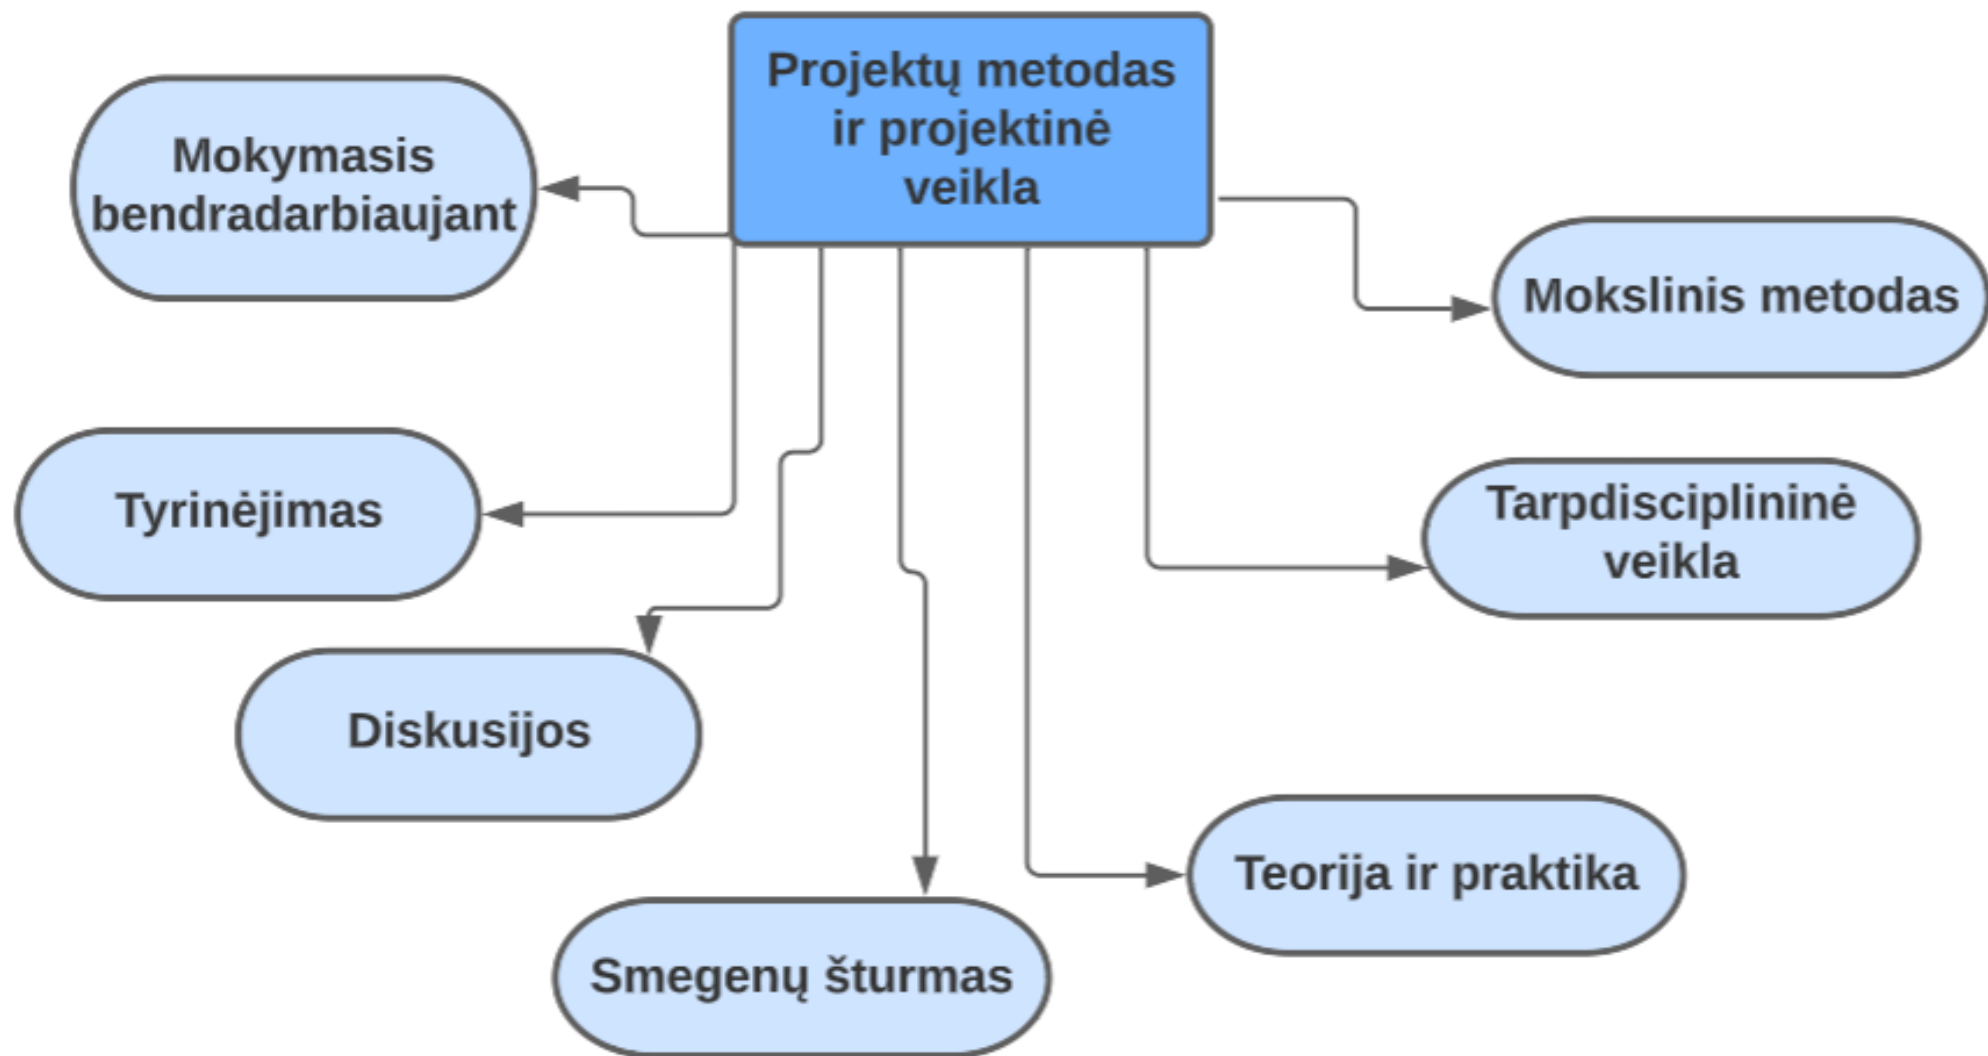 Projektų metodas
ir projektinė
veikla
Mokymasis
bendradarbiaujant
Mokslinis metodas
Tyrinėjimas
Tarpdisciplininė
veikla
Diskusijos
Teorija ir praktika
Smegenų šturmas